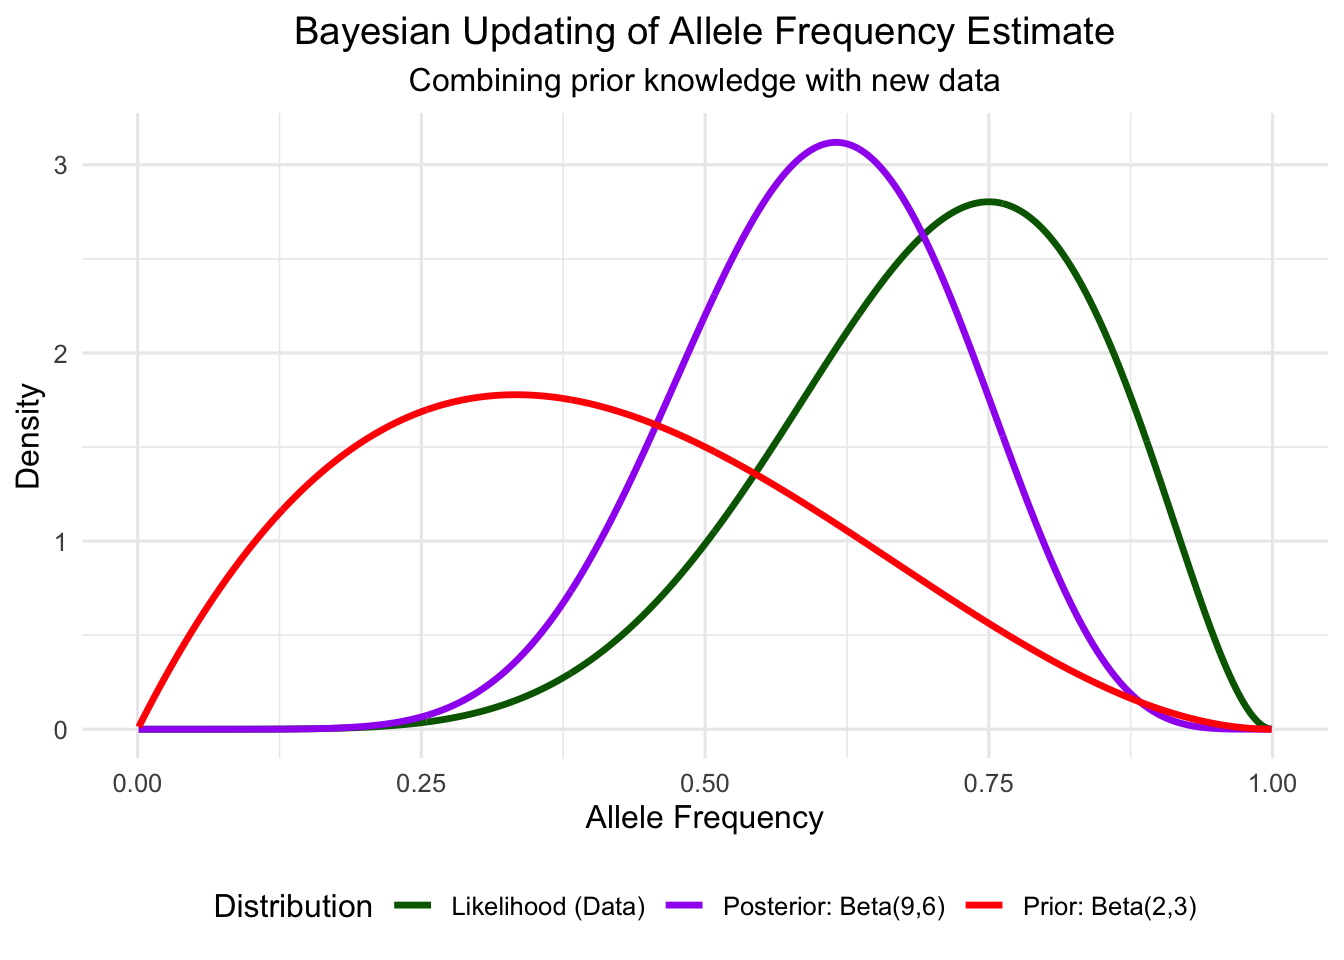 Bayesian Updating of Allele Frequency Estimate
Combining prior knowledge with new data
3
2
1
0
Density
0.00 0.25 0.50 0.75 1.00
Allele Frequency
Distribution Likelihood (Data) Posterior: Beta(9,6) Prior: Beta(2,3)